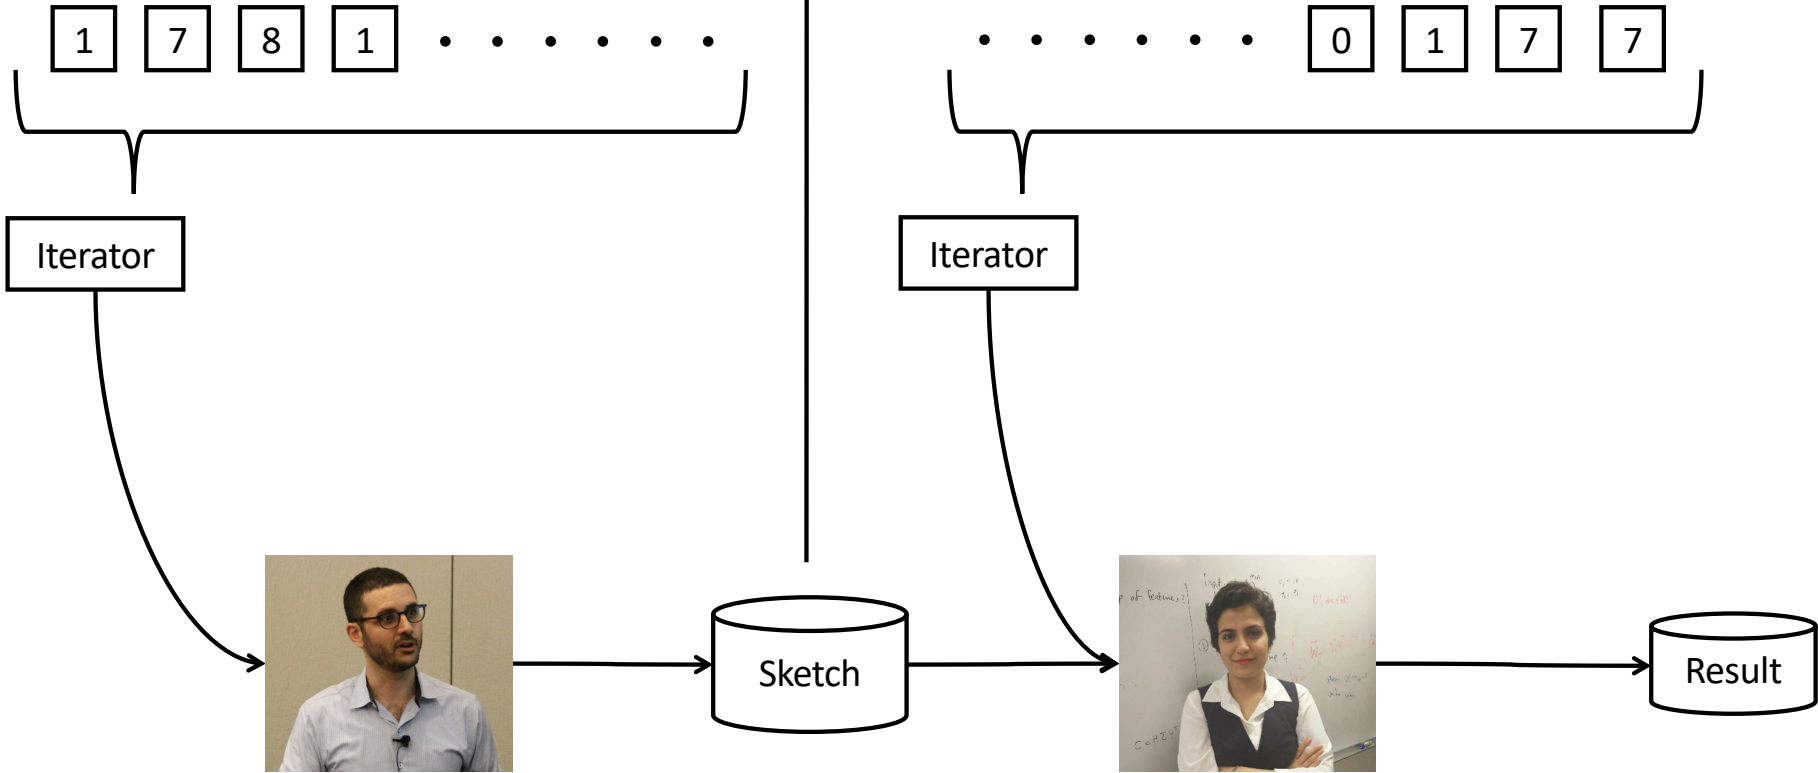 1 7 8 1
0 1 7 7
Iterator
Iterator
Sketch
Result